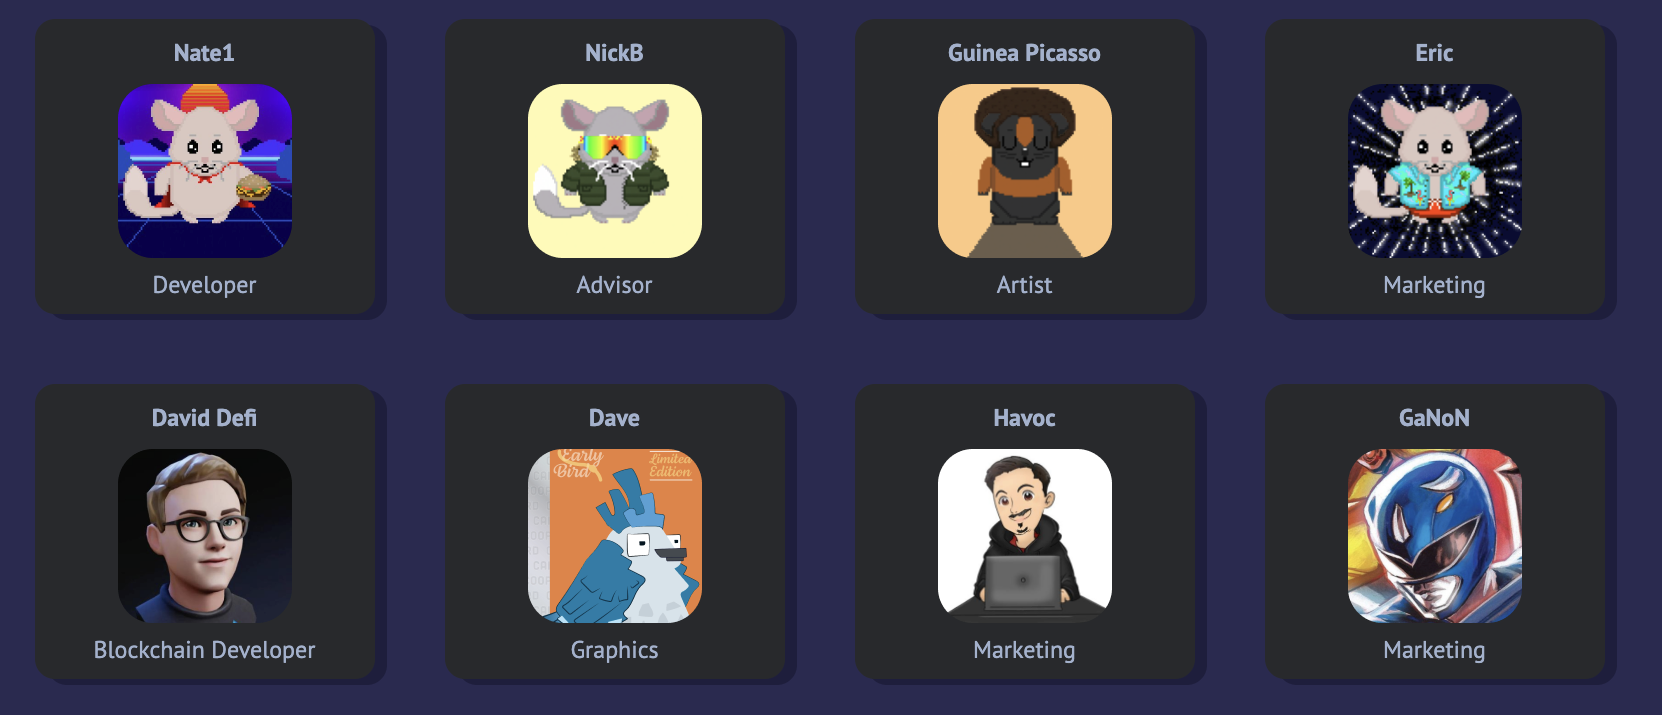 Nate1
NickB
Guinea Picasso
Eric
Developer
Advisor
Artist
Marketing
David Defi
Dave
Havoc
GaNoN
Early
Bird
Limited
Edition
Blockchain Developer
Graphics
Marketing
Marketing